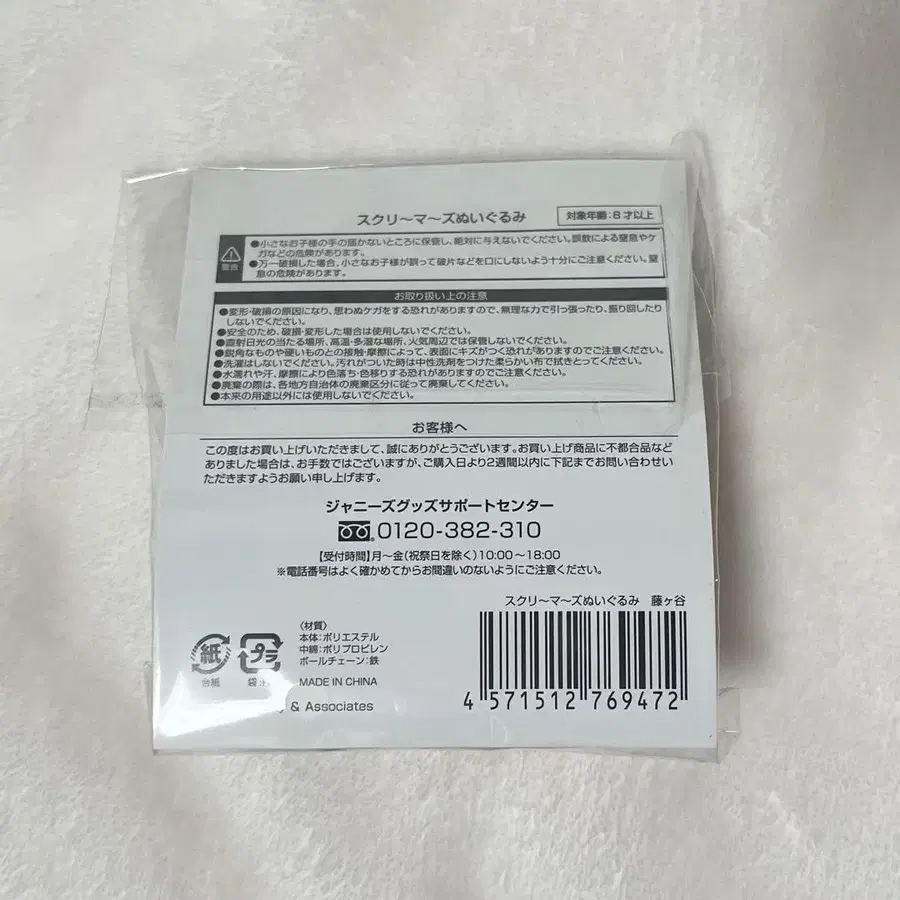 スクリ～マ～ズぬいぐるみ
対象年齢:8才以上
警告
●小さなお子様の手の届かないところに保管し、絶対に与えないでください。誤飲による窒息やケ
ガなどの危険があります。
●万一破損した場合、小さなお子様が誤って破片などを口にしないよう十分にご注意ください。窒
息の危険があります。
お取り扱い上の注意
●変形・破損の原因になり、思わぬケガをする恐れがありますので、無理な力で引っ張ったり、振り回したり
しないでください。
●安全のため、破損・変形した場合は使用しないでください。
●直射日光の当たる場所、高温・多湿な場所、火気周辺では保管しないでください。
●鋭角なものや硬いものとの接触・摩擦によって、表面にキズがつく恐れがありますのでご注意ください。
●洗濯はしないでください。汚れがついた時は中性洗剤をつけた柔らかい布で拭きとってください。
●水濡れや汗、摩擦により色落ち・色移りする恐れがありますのでご注意ください。
●廃棄の際は、各地方自治体の廃棄区分に従って廃棄してください。
●本来の用途以外には使用しないでください。
お客様へ
この度はお買い上げいただきまして、誠にありがとうございます。お買い上げ商品に不都合品など
ありました場合は、お手数ではございますが、ご購入日より2週間以内に下記までお問い合わせい
ただきますようお願い申し上げます。
ジャニーズグッズサポートセンター
0120-382-310
【受付時間】月～金(祝祭日を除く)10:00～18:00
※電話番号はよく確かめてからお間違いのないようにご注意ください。
スクリ～マ～ズぬいぐるみ 藤ヶ谷
〈材質〉
本体:ポリエステル
中綿:ポリプロピレン
ボールチェーン:鉄
紙
台紙
プラ
袋
MADE IN CHINA
& Associates
4 571512 769472